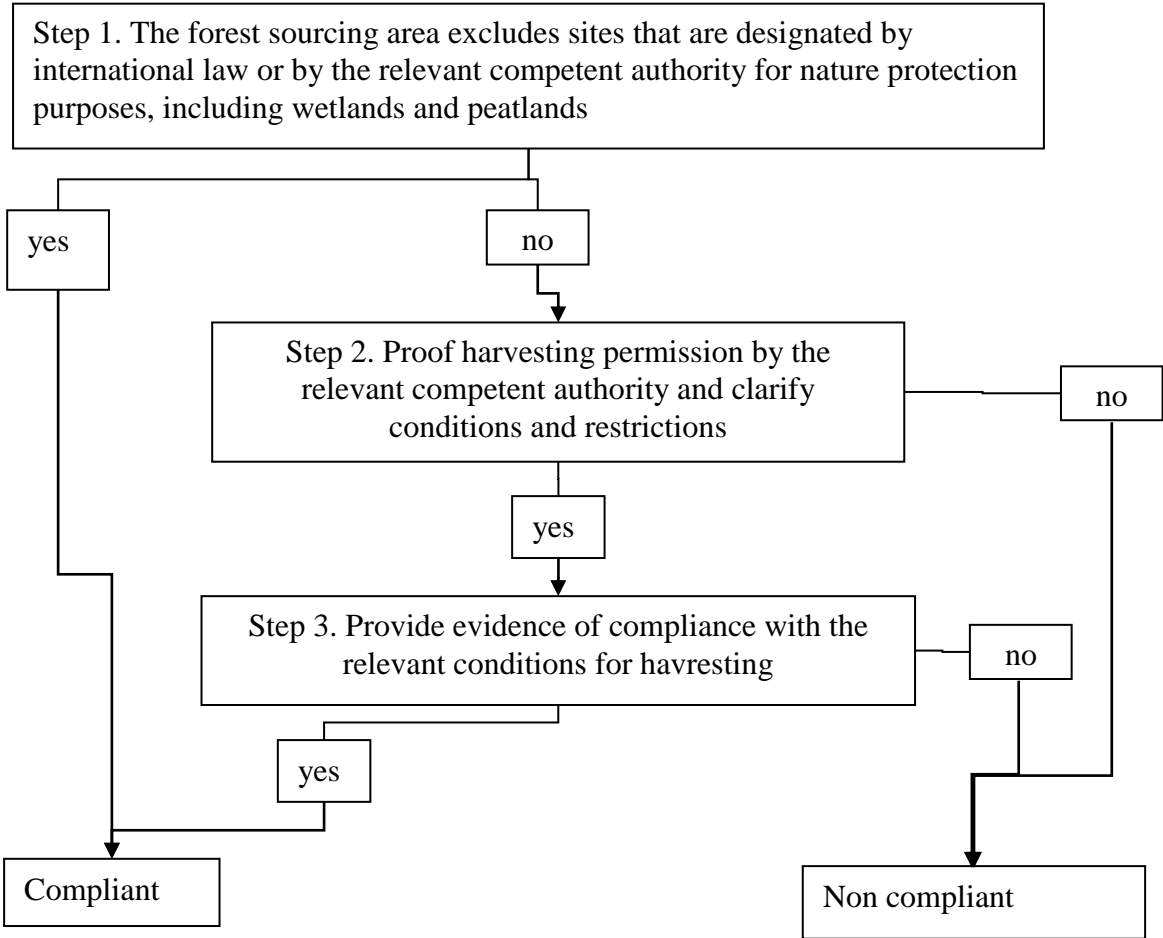 Step 1. The forest sourcing area excludes sites that are designated by
international law or by the relevant competent authority for nature protection
purposes, including wetlands and peatlands
yes
no
Step 2. Proof harvesting permission by the
relevant competent authority and clarify
conditions and restrictions
no
yes
Step 3. Provide evidence of compliance with the
relevant conditions for havresting
no
yes
Compliant
Non compliant